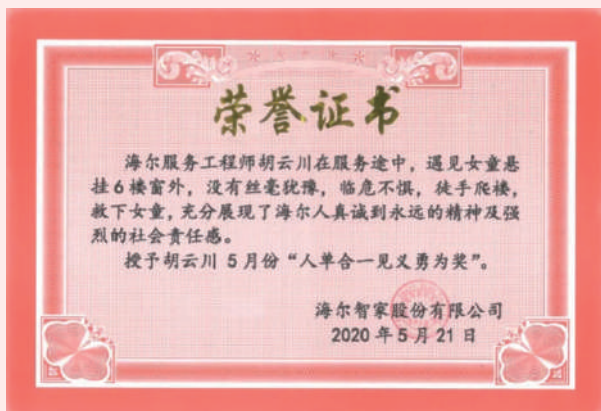 荣誉证书
海尔服务工程师胡云川在服务途中，遇见女童悬
挂6楼窗外，没有丝毫犹豫，临危不惧，徒手爬楼，
救下女童，充分展现了海尔人真诚到永远的精神及强
烈的社会责任感。
授予胡云川 5 月份“人单合一见义勇为奖”。
海尔智家股份有限公司
2020 年 5 月 21 日